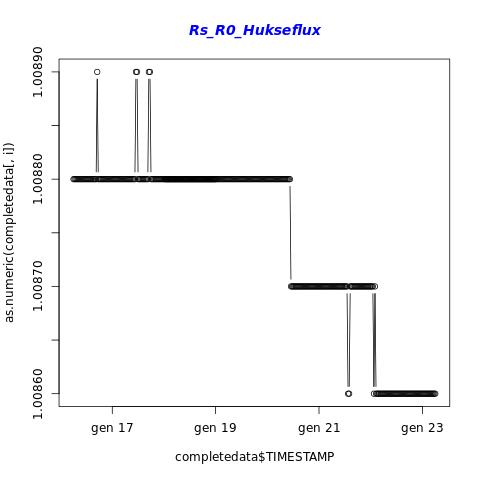 Rs_R0_Hukseflux
as.numeric(completedata[, i])
1.00890
1.00880
1.00870
1.00860
gen 17 gen 19 gen 21 gen 23
completedata$TIMESTAMP